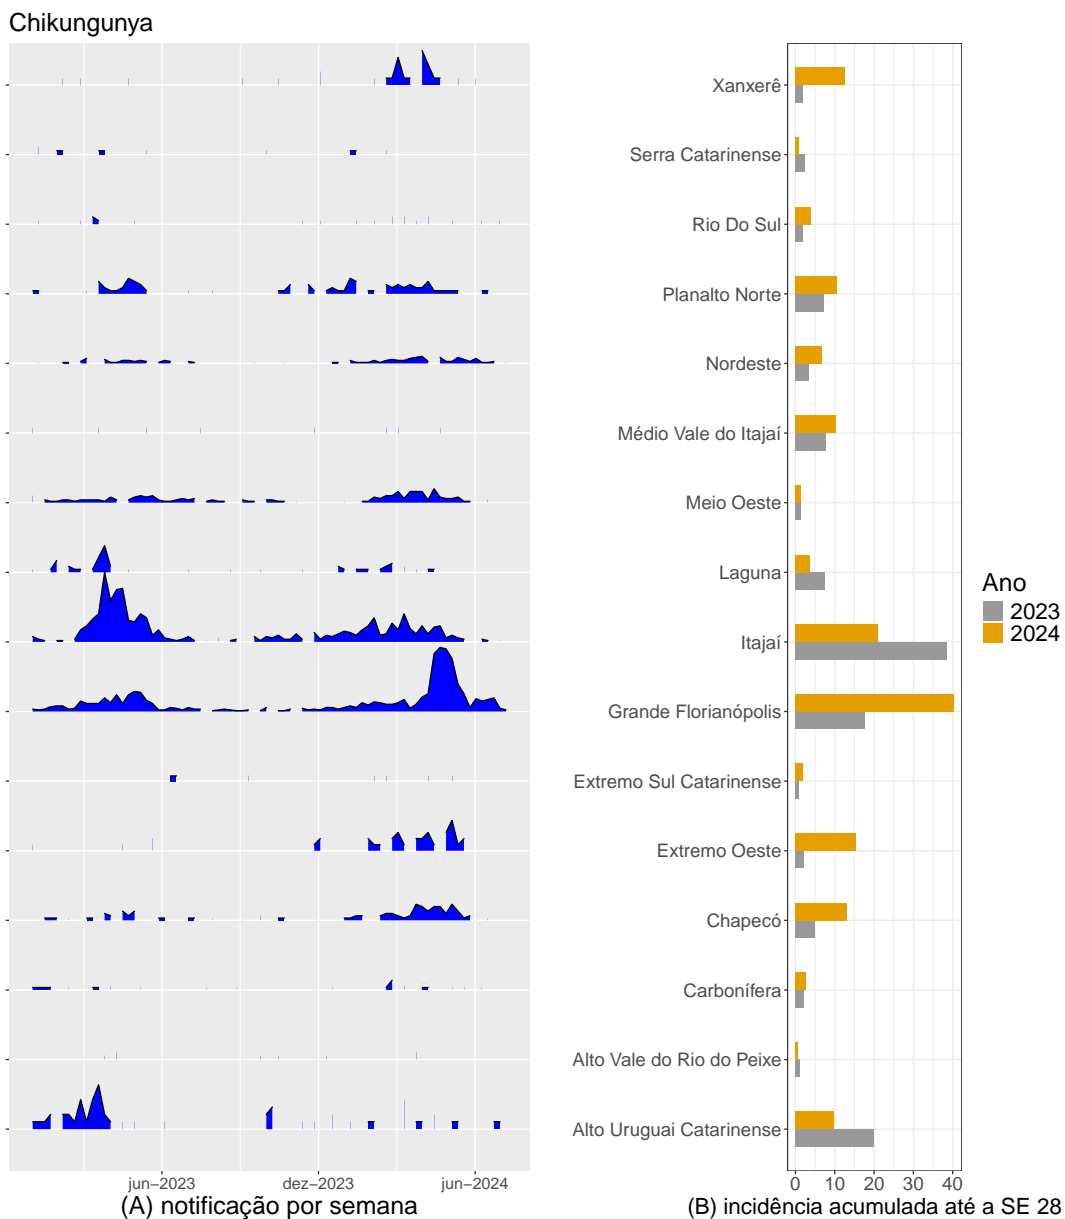 Chikungunya
Xanxerê
Serra Catarinense
Rio Do Sul
Planalto Norte
Nordeste
Médio Vale do Itajaí
Meio Oeste
Laguna
Itajaí
Grande Florianópolis
Extremo Sul Catarinense
Extremo Oeste
Chapecó
Carbonífera
Alto Vale do Rio do Peixe
Alto Uruguai Catarinense
Ano
2023
2024
jun−2023 dez−2023 jun−2024
0 10 20 30 40
(A) notificação por semana
(B) incidência acumulada até a SE 28